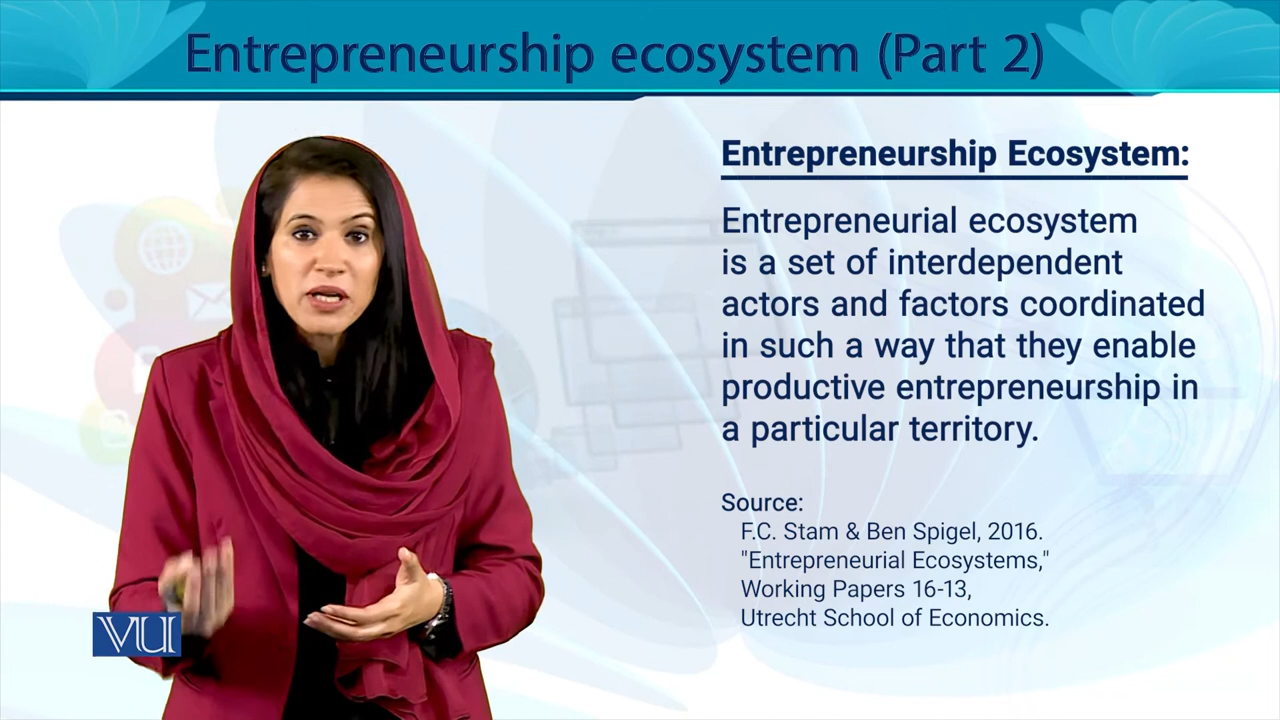 Entrepreneurship ecosystem (Part 2)
Entrepreneurship Ecosystem:
Entrepreneurial ecosystem
is a set of interdependent
actors and factors coordinated
in such a way that they enable
productive entrepreneurship in
a particular territory.
Source:
F.C. Stam & Ben Spigel, 2016.
"Entrepreneurial Ecosystems,"
Working Papers 16-13,
Utrecht School of Economics.
VU